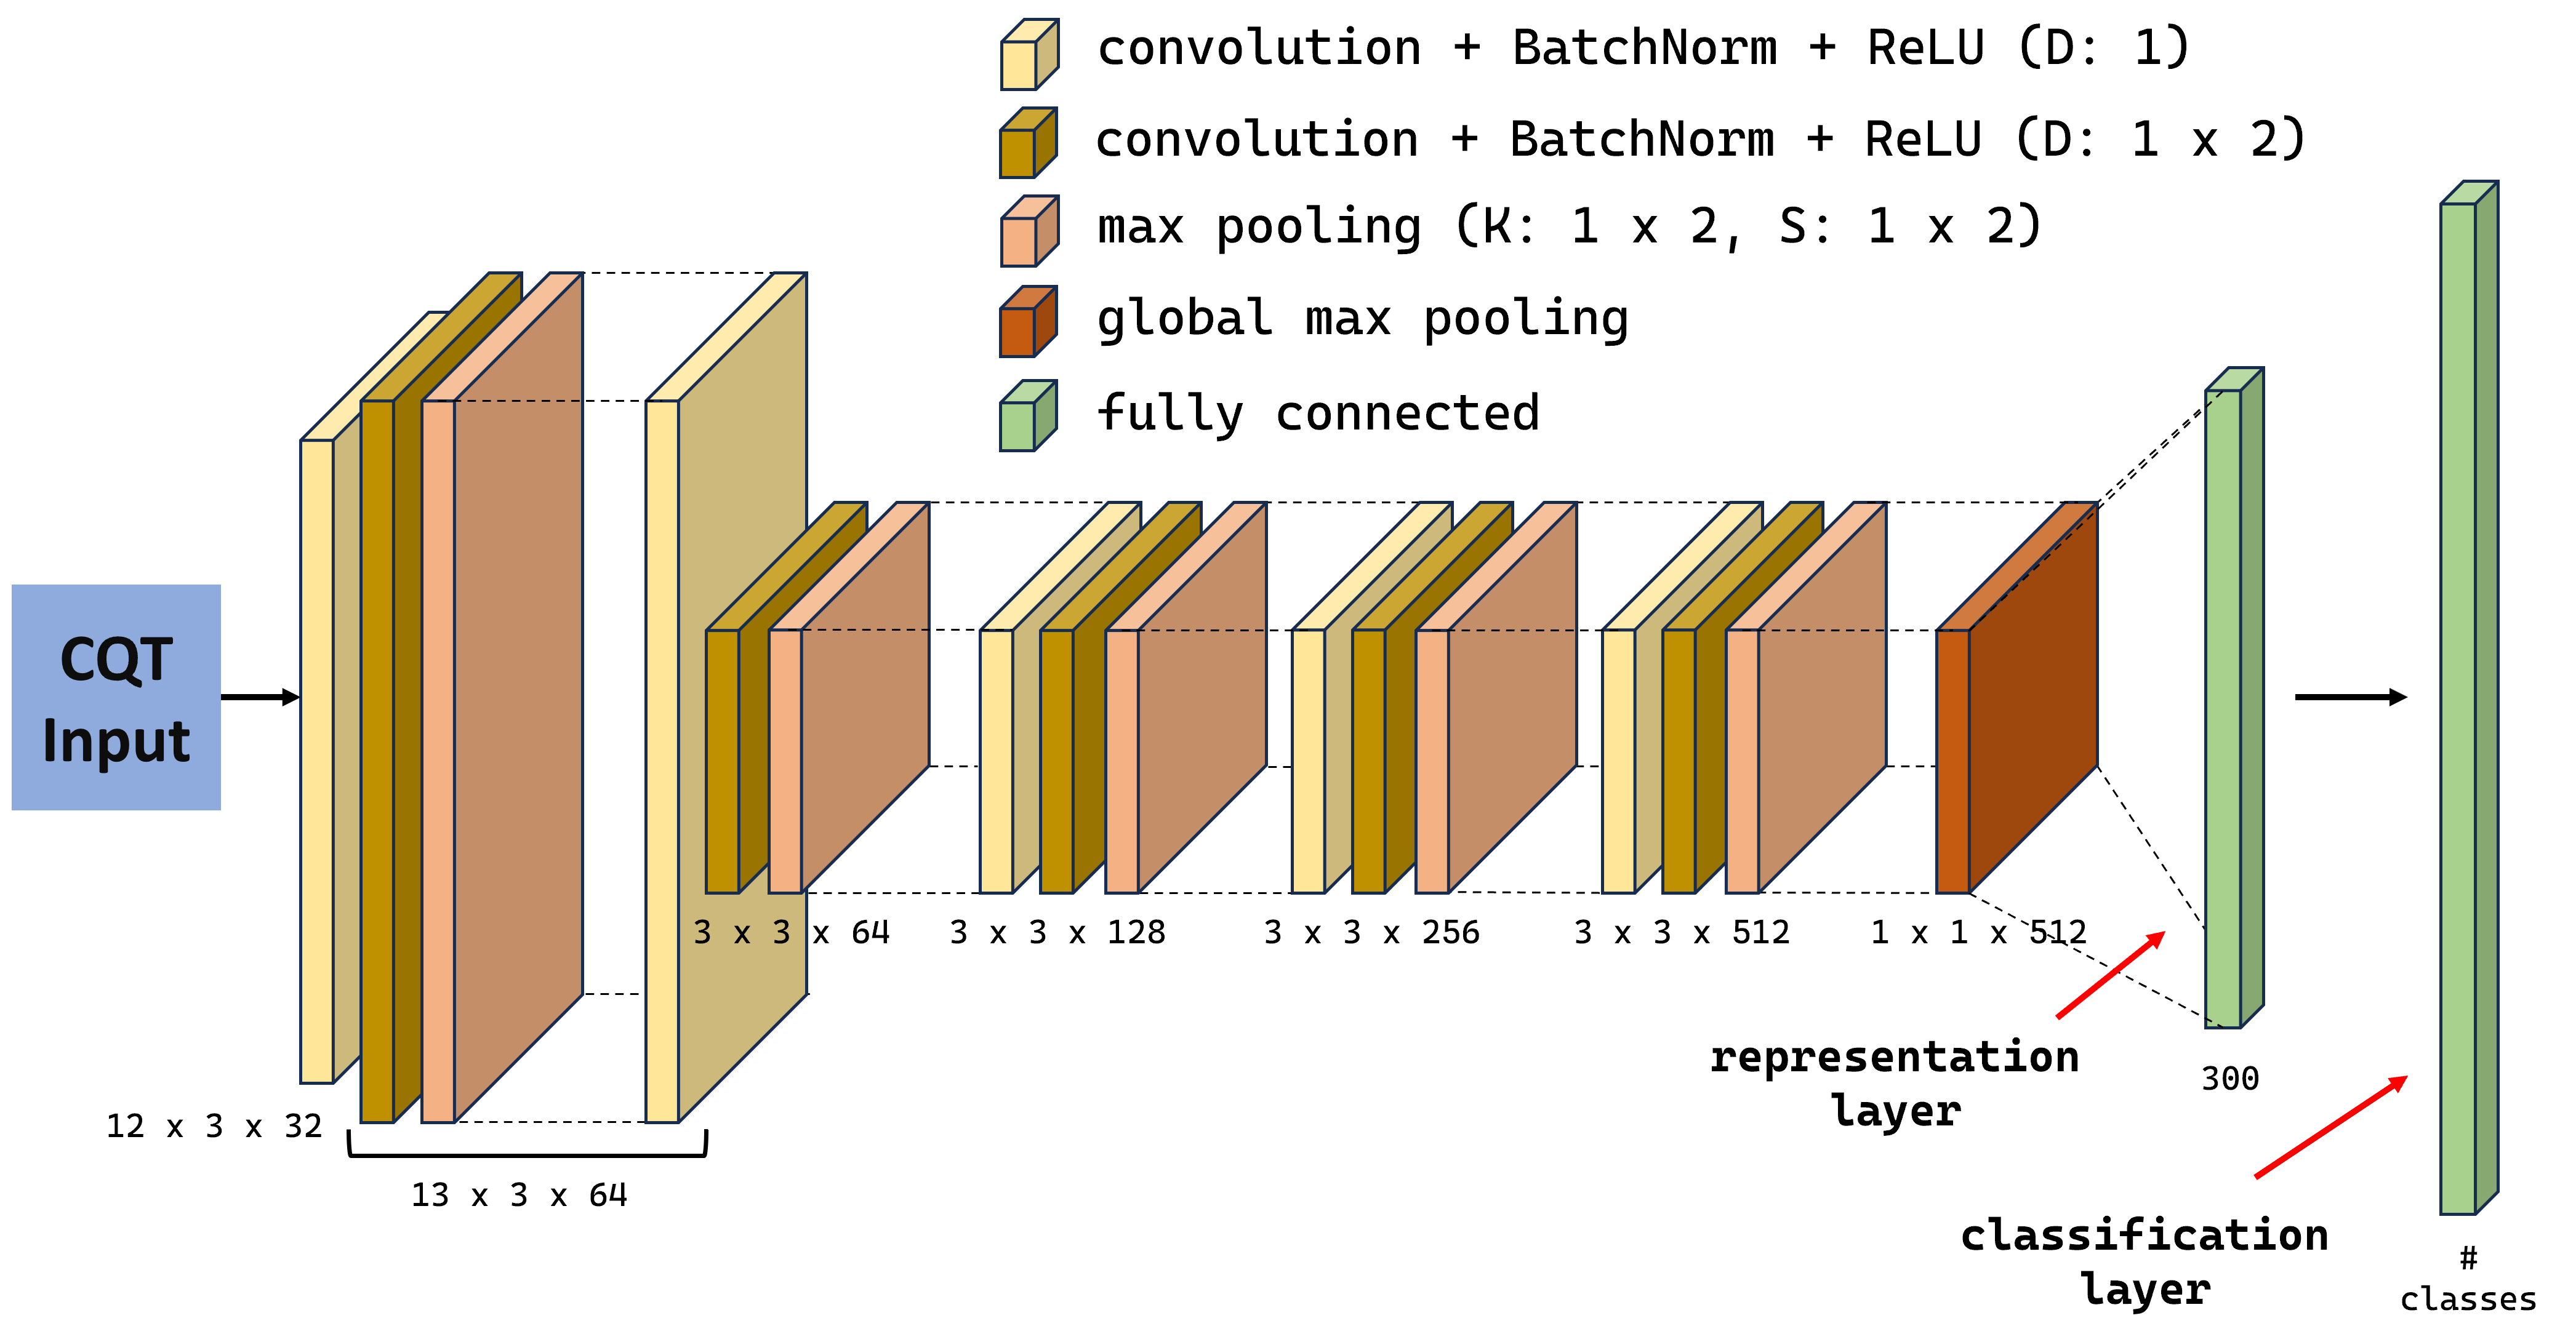 convolution + BatchNorm + ReLU (D: 1)
convolution + BatchNorm + ReLU (D: 1 x 2)
max pooling (K: 1 x 2, S: 1 x 2)
global max pooling
fully connected
CQT
Input
3 x 3 x 64
3 x 3 x 128
3 x 3 x 256
3 x 3 x 512
1 x 1 x 512
12 x 3 x 32
13 x 3 x 64
representation
layer
300
classification
layer
#
classes